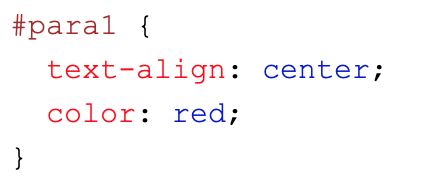 #para1 {
  text-align: center;
  color: red;
}